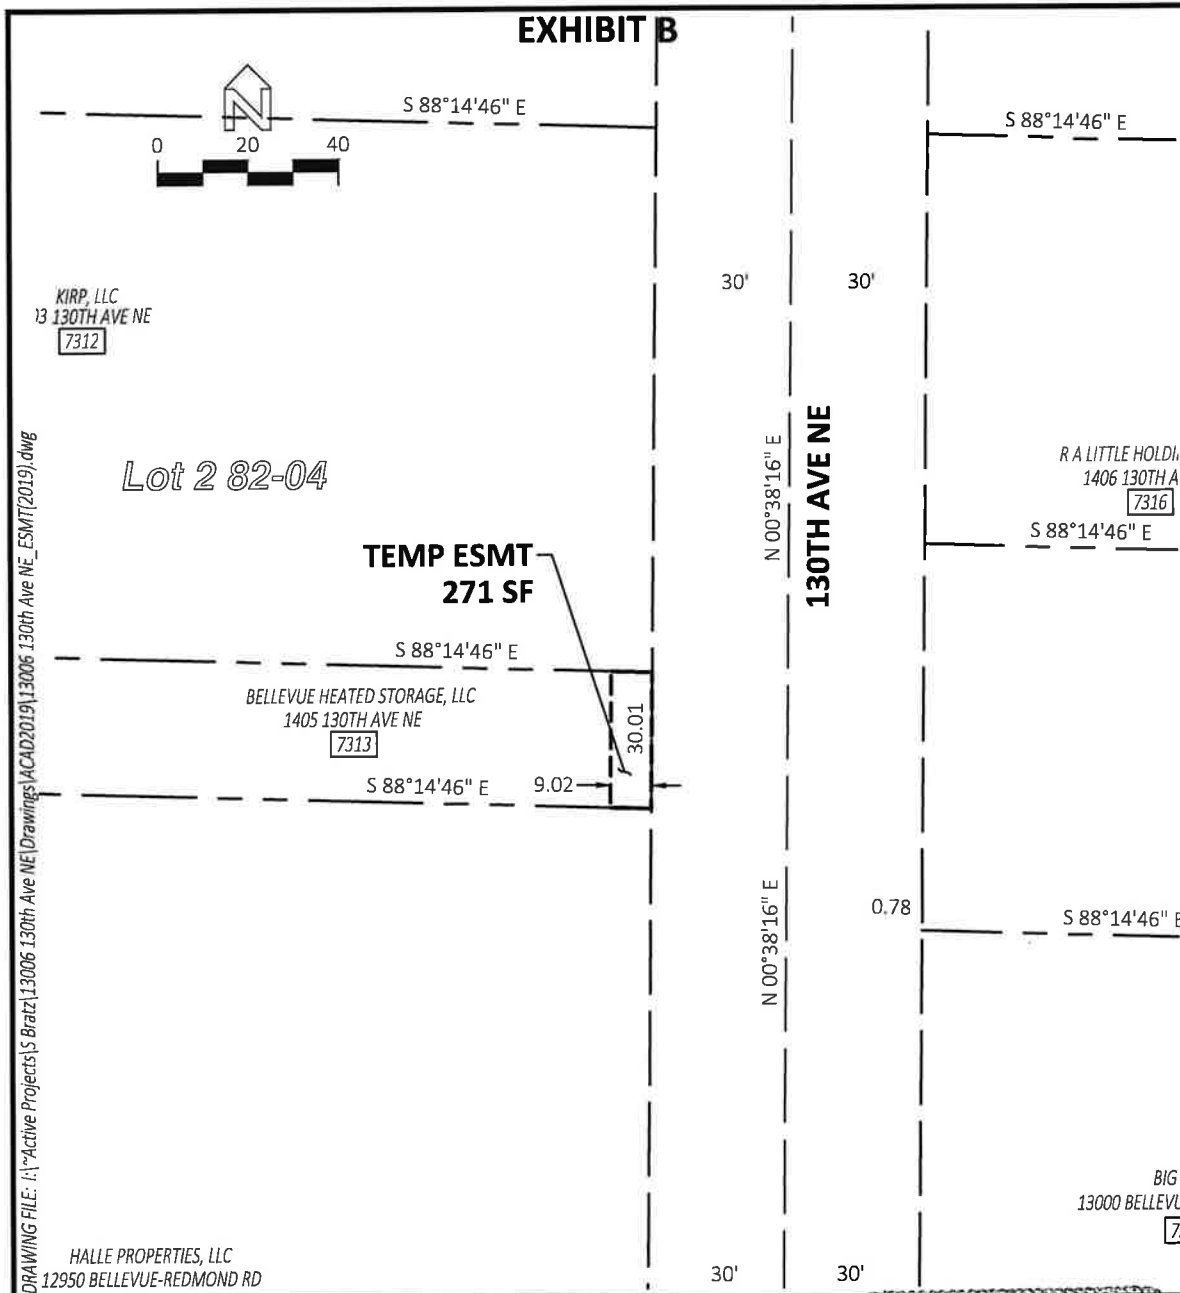 EXHIBIT B
S 88°14'46" E
S 88°14'46" E
0 20 40
30' 30'
KIRP, LLC
130TH AVE NE
7312
Lot 2 82-04
N 00°38'16" E
130TH AVE NE
R A LITTLE
1406 130TH
7316
S 88°14'46" E
TEMP ESMT
271 SF
S 88°14'46" E
BELLEVUE HEATED STORAGE, LLC
1405 130TH AVE NE
7313
30.01
S 88°14'46" E
9.02
N 00°38'16" E
0.78
S 88°14'46" E
BIG
13000
HALLE PROPERTIES, LLC
12950 BELLEVUE-REDMOND RD
30' 30'
DRAWING FILE: I:\~Active Projects\S Bratz\13006 130th Ave NE\Drawings\ACAD2019\13006 130th Ave NE_ESMT(2019).dwg